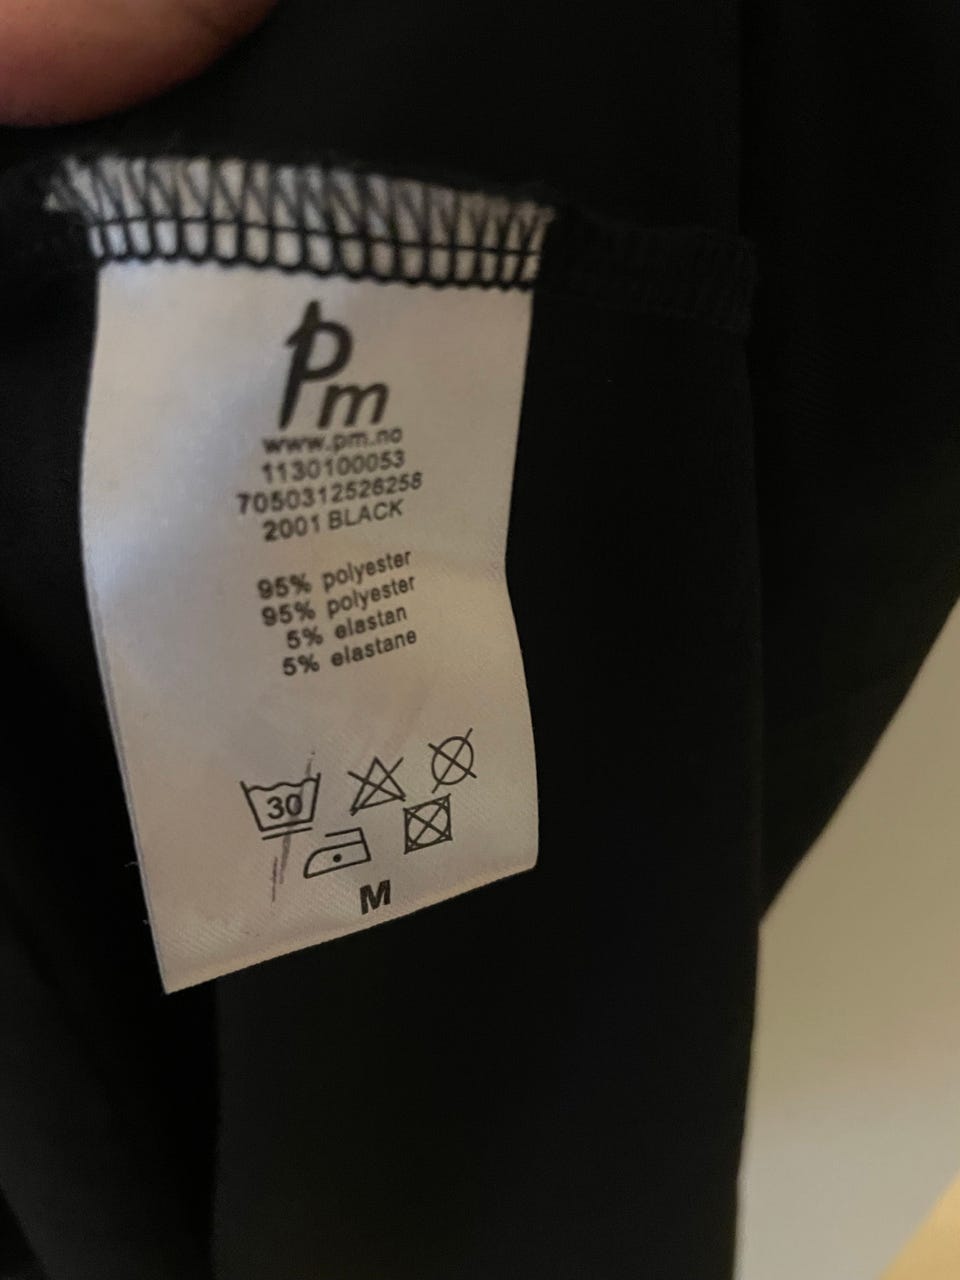 Pm
www.pm.no
1130100053
7050312526258
2001 BLACK
95% polyester
95% polyester
5% elastan
5% elastane
30
M